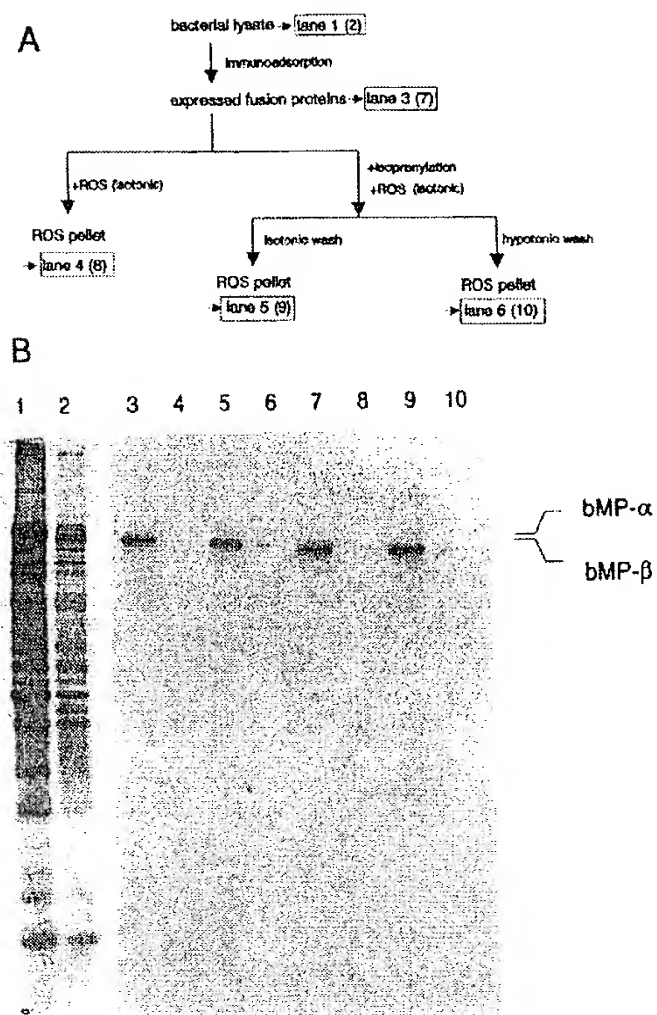 A
bacterial lysate lane 1 (2)
immunoadsorption
expressed fusion proteins lane 3 (7)
+ROS (isotonic)
+isoprenylation
+ROS (isotonic)
ROS pellet
lane 4 (8)
isotonic wash
hypotonic wash
ROS pellet
lane 5 (9)
ROS pellet
lane 6 (10)
B
1 2 3 4 5 6 7 8 9 10
bMP-α
bMP-β